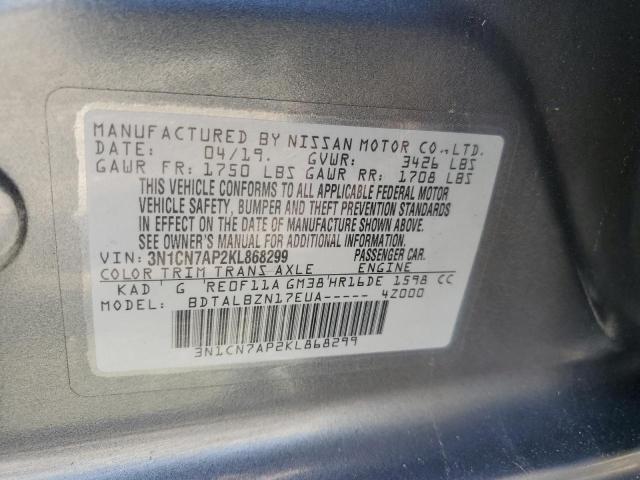 MANUFACTURED BY NISSAN MOTOR CO.,LTD.
DATE: 04/19. GVWR: 3426 LBS
GAWR FR: 1750 LBS GAWR RR: 1708 LBS
THIS VEHICLE CONFORMS TO ALL APPLICABLE FEDERAL MOTOR
VEHICLE SAFETY, BUMPER AND THEFT PREVENTION STANDARDS
IN EFFECT ON THE DATE OF MANUFACTURE SHOWN ABOVE.
SEE OWNER'S MANUAL FOR ADDITIONAL INFORMATION.
VIN: 3N1CN7AP2KL868299 PASSENGER CAR.
COLOR TRIM TRANS AXLE ENGINE
KAD G RE0F11A GM38 HR16DE 1598 CC
MODEL: BDTALBZN17EUA----- 4Z000
3N1CN7AP2KL868299